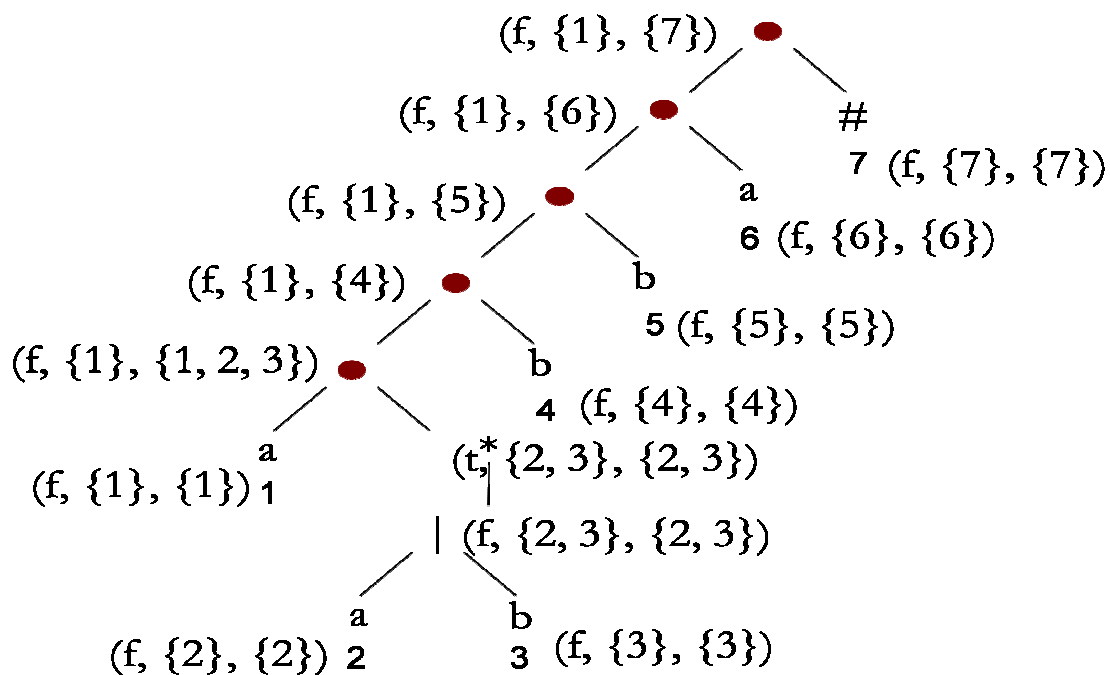 (f, {1}, {7})
(f, {1}, {6})
#
7 (f, {7}, {7})
(f, {1}, {5})
a
6 (f, {6}, {6})
(f, {1}, {4})
b
5 (f, {5}, {5})
(f, {1}, {1, 2, 3})
b
4 (f, {4}, {4})
a
(f, {1}, {1}) 1
*
(t, {2, 3}, {2, 3})
| (f, {2, 3}, {2, 3})
a
(f, {2}, {2}) 2
b
3 (f, {3}, {3})